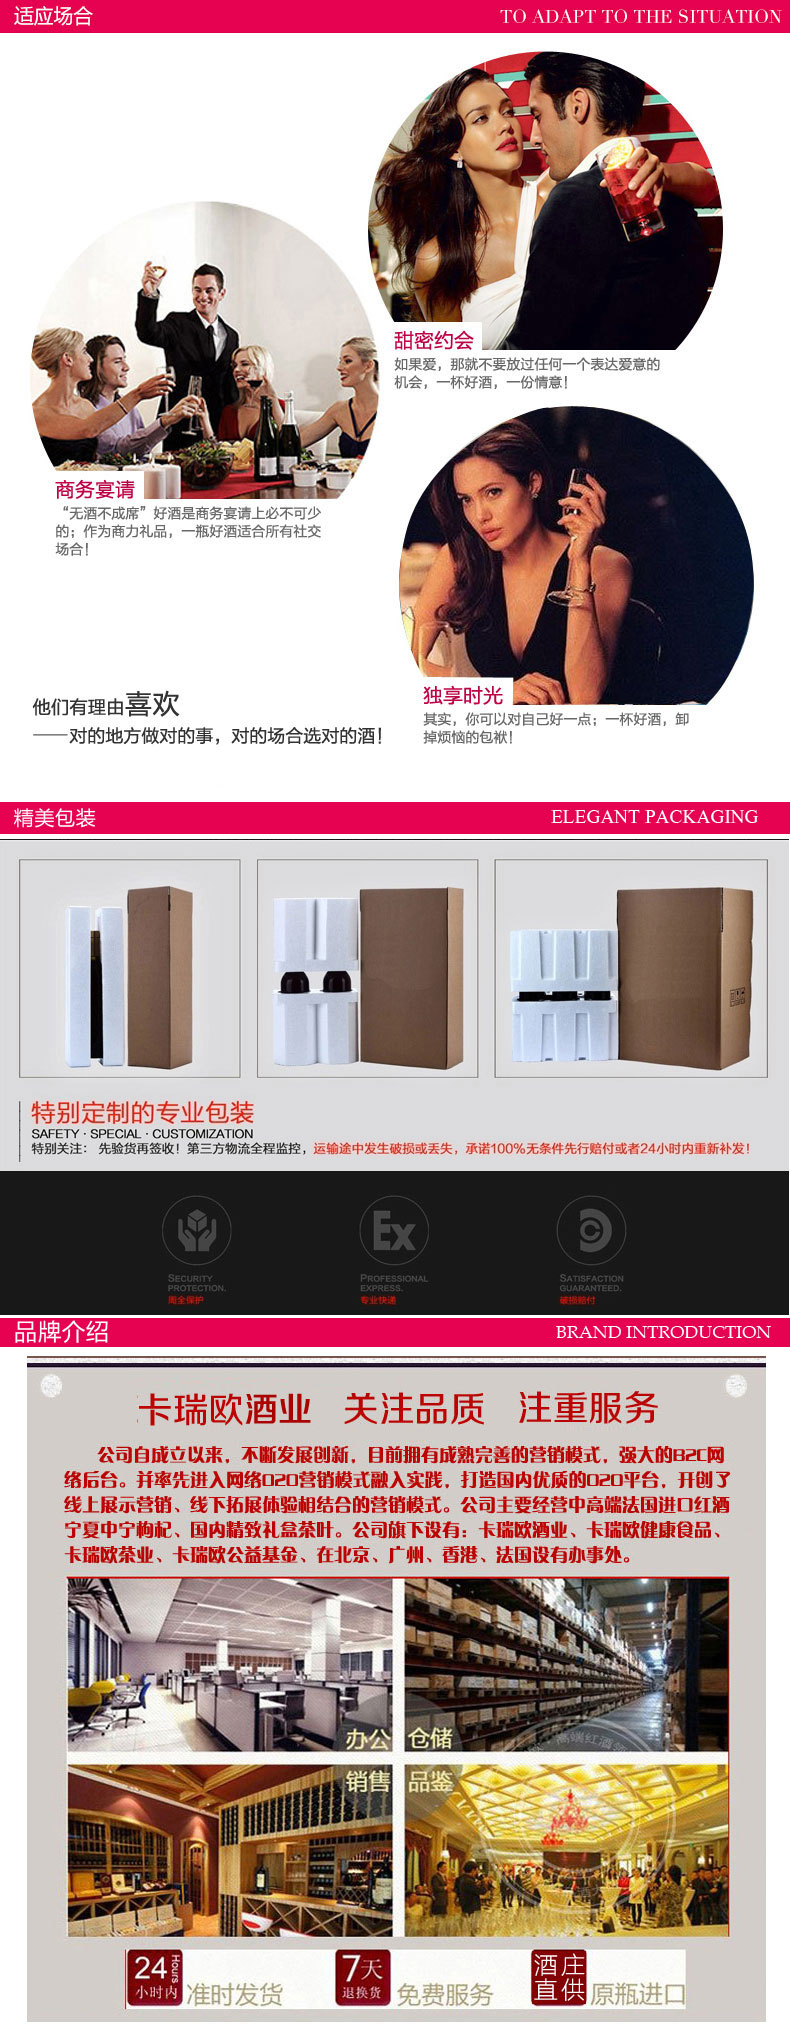 适应场合
TO ADAPT TO THE SITUATION
甜密约会
如果爱，那就不要放过任何一个表达爱意的
机会，一杯好酒，一份情意！
商务宴请
“无酒不成席”好酒是商务宴请上必不可少
的；作为商力礼品，一瓶好酒适合所有社交
场合！
独享时光
其实，你可以对自己好一点；一杯好酒，卸
掉烦恼的包袱！
他们有理由喜欢
——对的地方做对的事，对的场合选对的酒！
精美包装
ELEGANT PACKAGING
特别定制的专业包装
SAFETY · SPECIAL · CUSTOMIZATION
特别关注： 先验货再签收！第三方物流全程监控，运输途中发生破损或丢失，承诺100%无条件先行赔付或者24小时内重新补发！
Ex
SECURITY
PROTECTION.
周全保护
PROFESSIONAL
EXPRESS.
专业快递
SATISFACTION
GUARANTEED.
破损赔付
品牌介绍
BRAND INTRODUCTION
卡瑞欧酒业 关注品质 注重服务
公司自成立以来，不断发展创新，目前拥有成熟完善的营销模式，强大的B2C网
络后台。并率先进入网络O2O营销模式融入实践，打造国内优质的O2O平台，开创了
线上展示营销、线下拓展体验相结合的营销模式。公司主要经营中高端法国进口红酒
宁夏中宁枸杞、国内精致礼盒茶叶。公司旗下设有：卡瑞欧酒业、卡瑞欧健康食品、
卡瑞欧茶业、卡瑞欧公益基金、在北京、广州、香港、法国设有办事处。
办公
仓储
销售
品鉴
24 Hours
小时内
准时发货
7天
退换货
免费服务
酒庄
直供
原瓶进口